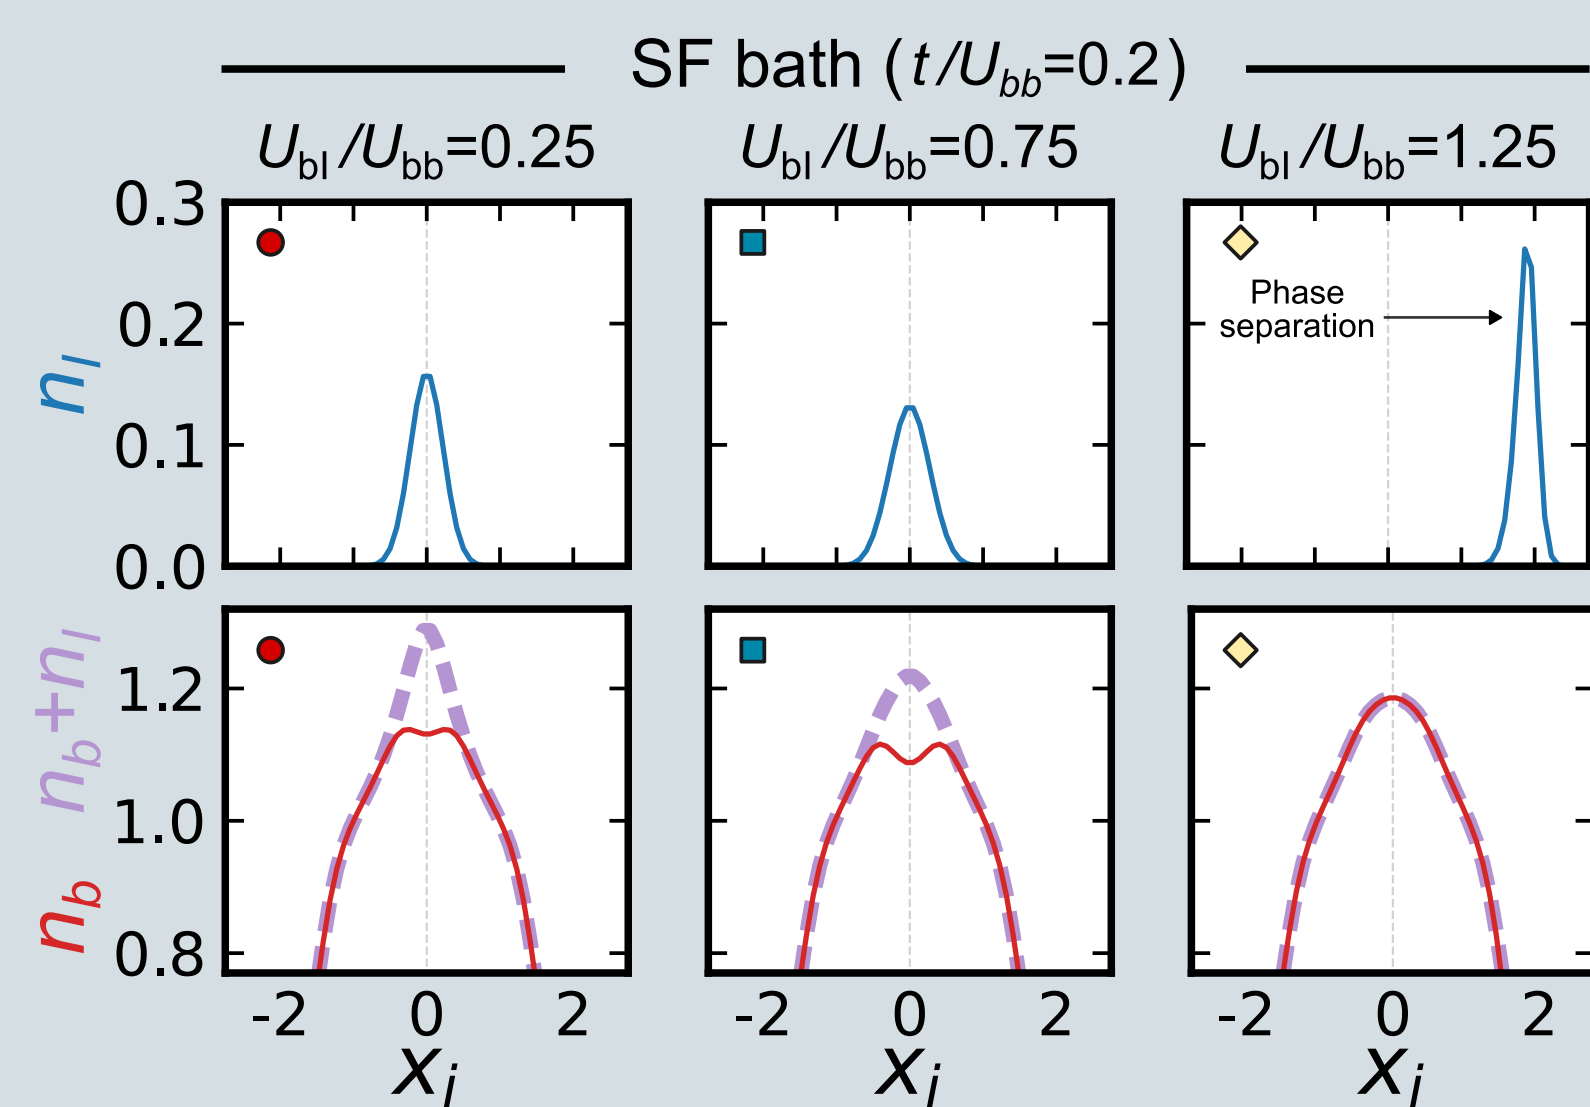 SF bath (t/U_bb=0.2)
U_bl/U_bb=0.25 U_bl/U_bb=0.75 U_bl/U_bb=1.25
0.3
0.2
0.1
0.0
n_I
Phase
separation
1.2
1.0
0.8
n_b n_b+n_I
-2 0 2 -2 0 2 -2 0 2
x_i x_i x_i